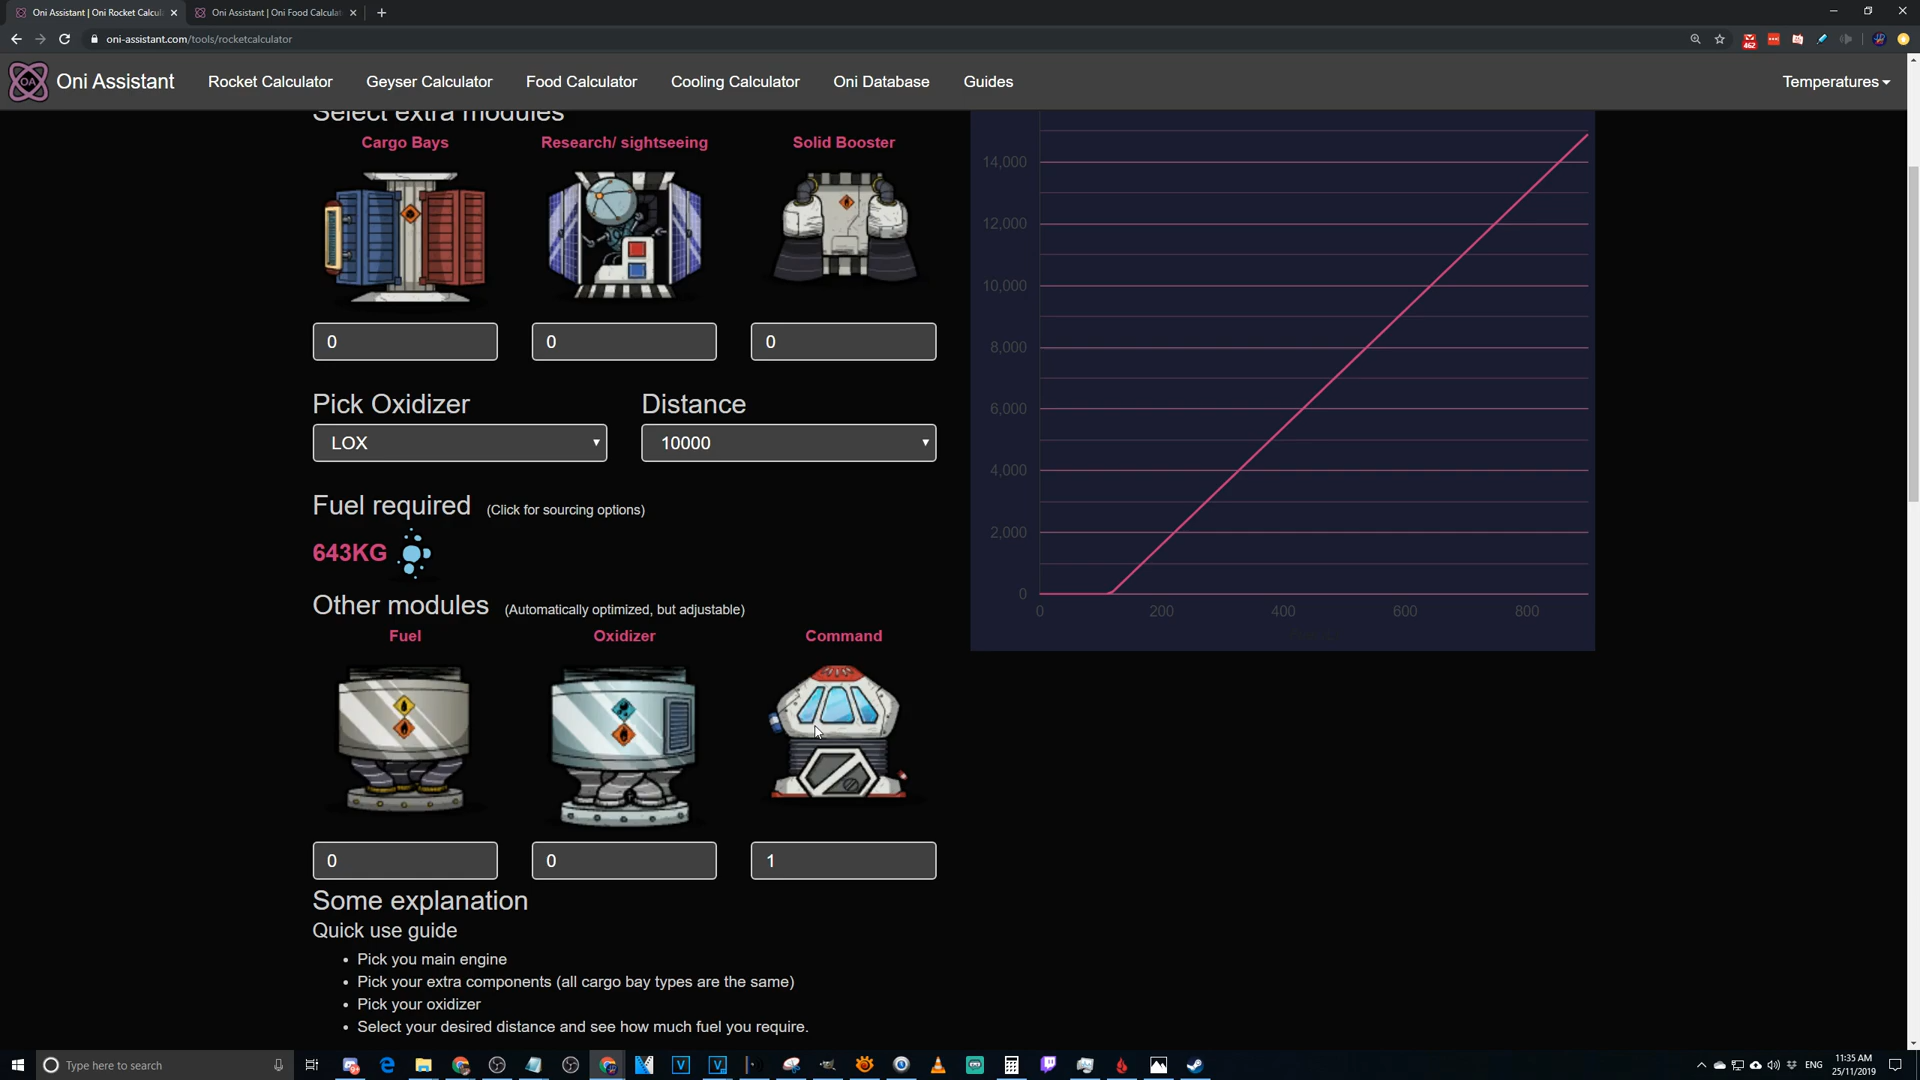 Oni Assistant | Oni Rocket Calcul
Oni Assistant | Oni Food Calculat
oni-assistant.com/tools/rocketcalculator
462
OA
Oni Assistant
Rocket Calculator
Geyser Calculator
Food Calculator
Cooling Calculator
Oni Database
Guides
Temperatures
Select extra modules
Cargo Bays
Research/ sightseeing
Solid Booster
0
0
0
Pick Oxidizer
Distance
LOX
10000
Fuel required (Click for sourcing options)
643KG
Other modules (Automatically optimized, but adjustable)
Fuel
Oxidizer
Command
0
0
1
Some explanation
Quick use guide
• Pick you main engine
• Pick your extra components (all cargo bay types are the same)
• Pick your oxidizer
• Select your desired distance and see how much fuel you require.
14,000
12,000
10,000
8,000
6,000
4,000
2,000
0
0
200
400
600
800
Type here to search
ENG
11:35 AM
25/11/2019